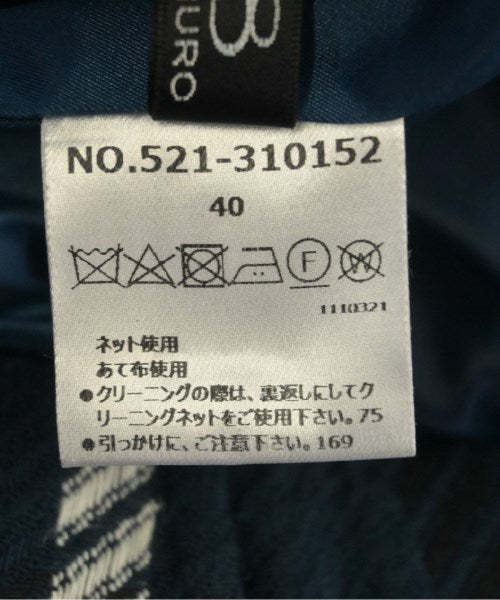 URO
NO.521-310152
40
F W
1110321
ネット使用
あて布使用
●クリーニングの際は、裏返しにしてク
リーニングネットをご使用下さい。75
●引っかけに、ご注意下さい。169